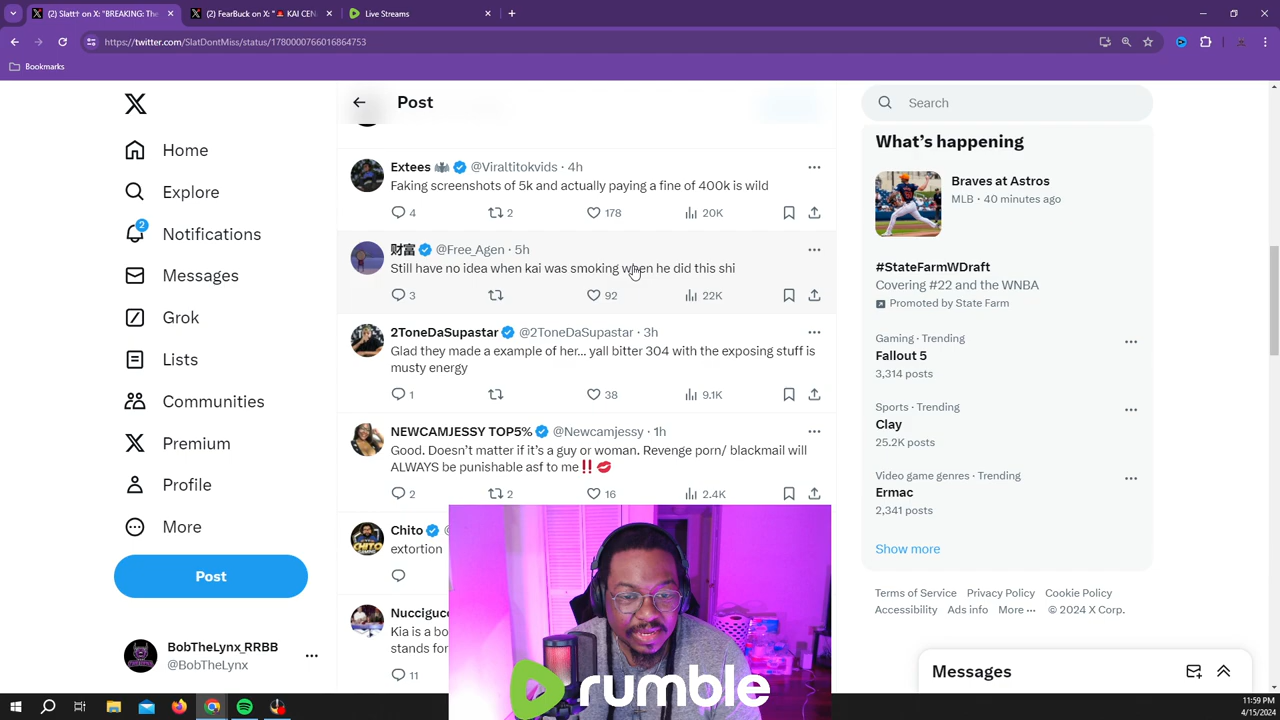 (2) Slatt† on X: "BREAKING: The
(2) FearBuck on X: "🚨 KAI CEN
Live Streams
https://twitter.com/SlatDontMiss/status/1780000766016864753
Bookmarks
Home
Explore
2
Notifications
Messages
Grok
Lists
Communities
Premium
Profile
More
Post
BobTheLynx_RRBB
@BobTheLynx
Post
Extees @Viraltitokvids · 4h
Faking screenshots of 5k and actually paying a fine of 400k is wild
4 2 178 20K
财富 @Free_Agen · 5h
Still have no idea when kai was smoking when he did this shi
3 92 22K
2ToneDaSupastar @2ToneDaSupastar · 3h
Glad they made a example of her... yall bitter 304 with the exposing stuff is
musty energy
1 38 9.1K
NEWCAMJESSY TOP5% @Newcamjessy · 1h
Good. Doesn't matter if it's a guy or woman. Revenge porn/ blackmail will
ALWAYS be punishable asf to me‼️💋
2 2 16 2.4K
Chito
extortion
CHITO
Nucciguc
Kia is a bo
stands for
11
rumble
Search
What's happening
Braves at Astros
MLB · 40 minutes ago
#StateFarmWDraft
Covering #22 and the WNBA
Promoted by State Farm
Gaming · Trending
Fallout 5
3,314 posts
Sports · Trending
Clay
25.2K posts
Video game genres · Trending
Ermac
2,341 posts
Show more
Terms of Service Privacy Policy Cookie Policy
Accessibility Ads info More ··· © 2024 X Corp.
Messages
11:59 PM
4/15/2024